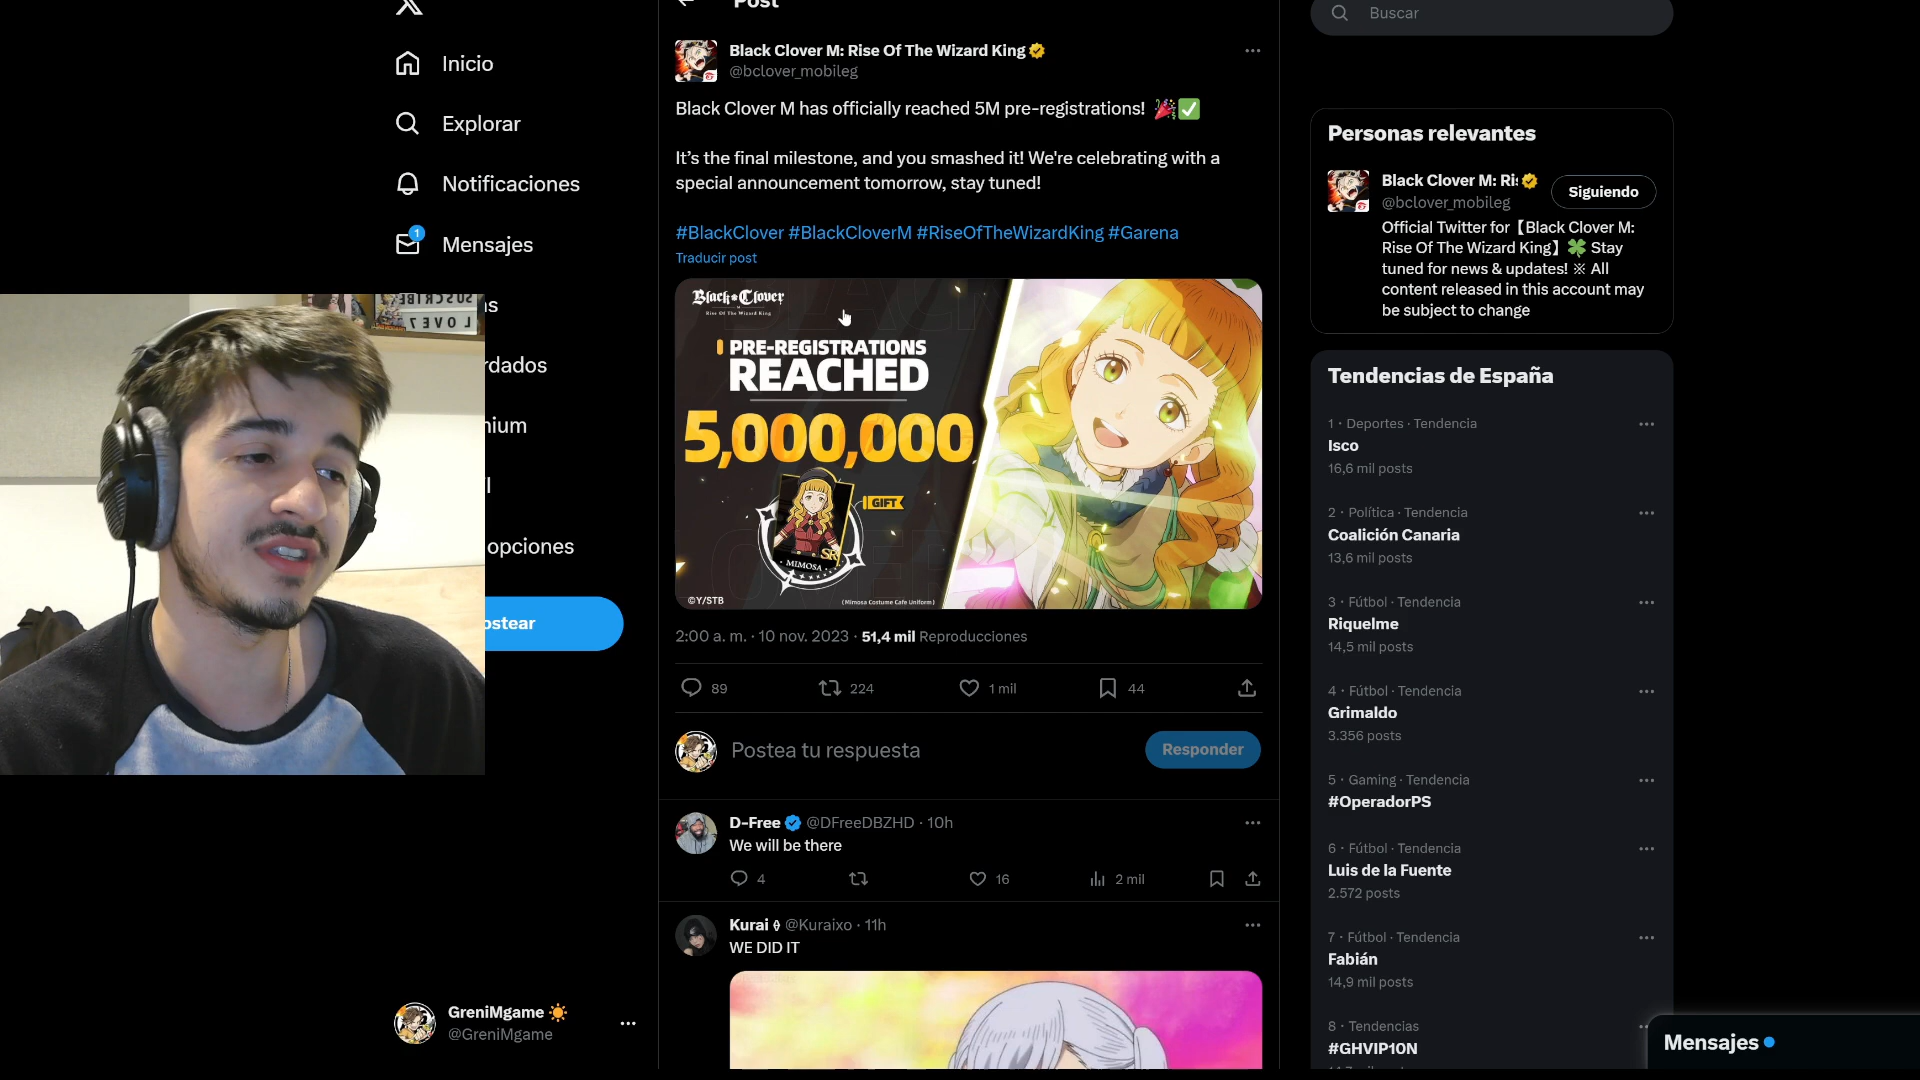 Post
Inicio
Explorar
Notificaciones
1
Mensajes
as
rdados
nium
opciones
ostear
SUSCRIBE
LOVE 7
GreniMgame
@GreniMgame
Black Clover M: Rise Of The Wizard King
@bclover_mobileg
Black Clover M has officially reached 5M pre-registrations! 🎉✅
It’s the final milestone, and you smashed it! We're celebrating with a
special announcement tomorrow, stay tuned!
#BlackClover #BlackCloverM #RiseOfTheWizardKing #Garena
Traducir post
Black Clover
Rise Of The Wizard King
PRE-REGISTRATIONS
REACHED
5,000,000
GIFT
SR
MIMOSA
©Y/STB
(Mimosa Costume Cafe Uniform)
2:00 a. m. · 10 nov. 2023 · 51,4 mil Reproducciones
89 224 1 mil 44
Postea tu respuesta
Responder
D-Free @DFreeDBZHD · 10h
We will be there
4 16 2 mil
Kurai @Kuraixo · 11h
WE DID IT
Buscar
Personas relevantes
Black Clover M: Ris
@bclover_mobileg
Siguiendo
Official Twitter for【Black Clover M:
Rise Of The Wizard King】🍀 Stay
tuned for news & updates! ※ All
content released in this account may
be subject to change
Tendencias de España
1 · Deportes · Tendencia
Isco
16,6 mil posts
2 · Política · Tendencia
Coalición Canaria
13,6 mil posts
3 · Fútbol · Tendencia
Riquelme
14,5 mil posts
4 · Fútbol · Tendencia
Grimaldo
3.356 posts
5 · Gaming · Tendencia
#OperadorPS
6 · Fútbol · Tendencia
Luis de la Fuente
2.572 posts
7 · Fútbol · Tendencia
Fabián
14,9 mil posts
8 · Tendencias
#GHVIP10N
Mensajes